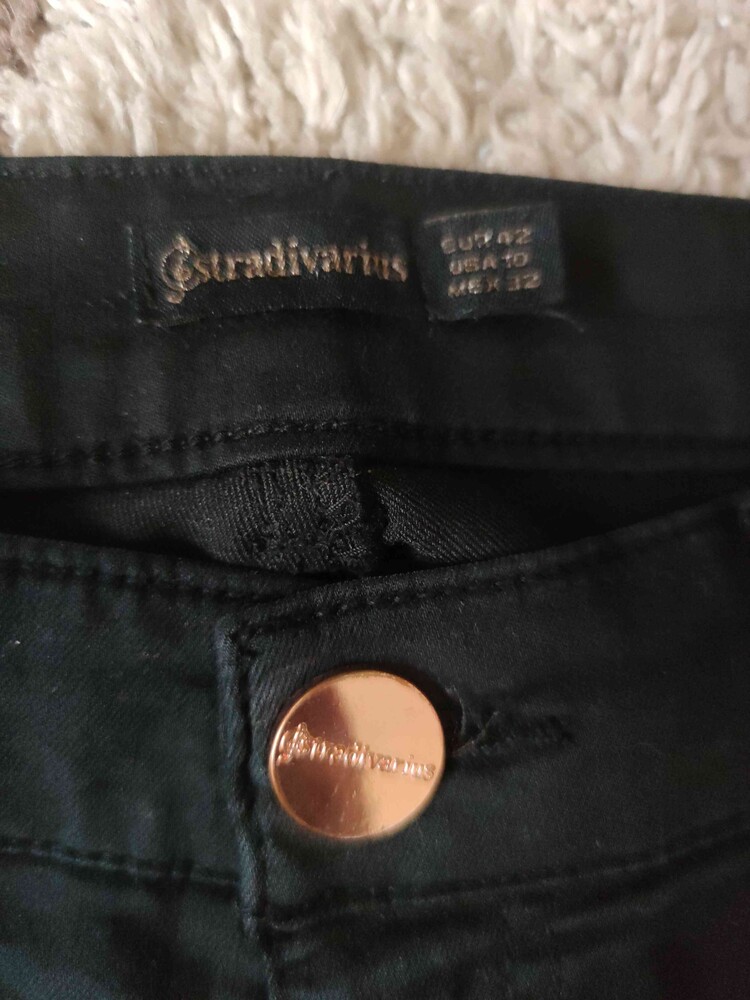 Stradivarius
EUR 42
USA 10
MEX 32
Stradivarius